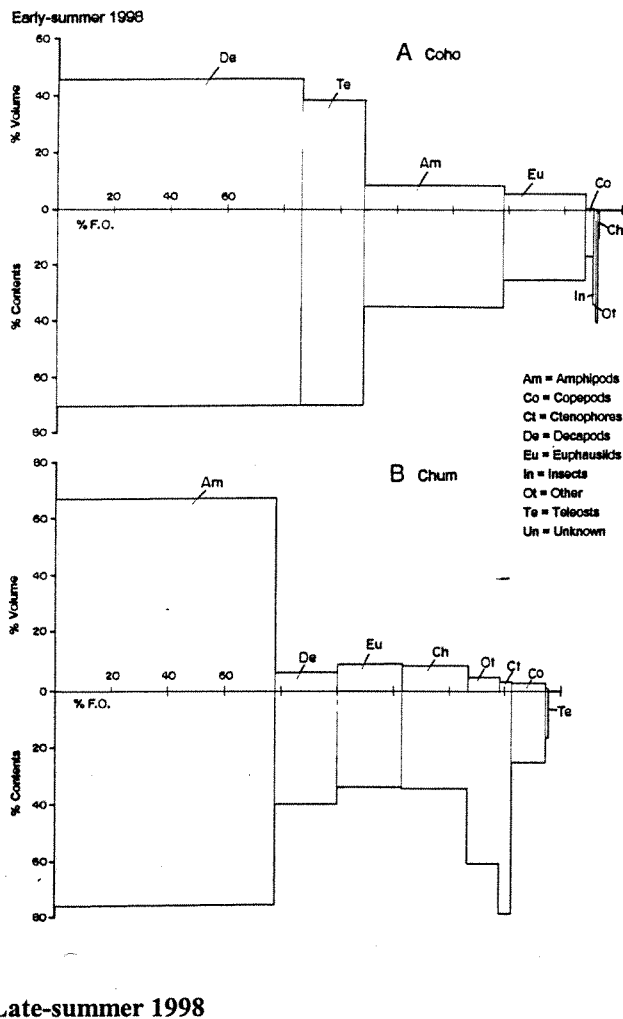 Early-summer 1998
A Coho
60
40
20
0
20
40
60
80
% Volume
% Contents
20 40 60
% F.O.
De
Te
Am
Eu
Co
Ch
In
Ot
Am = Amphipods
Co = Copepods
Ct = Ctenophores
De = Decapods
Eu = Euphausiids
In = Insects
Ot = Other
Te = Teleosts
Un = Unknown
B Chum
80
60
40
20
0
20
40
60
80
% Volume
% Contents
20 40 60
% F.O.
Am
De
Eu
Ch
Ot
Ct
Co
Te
Late-summer 1998